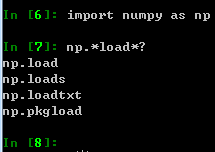 In [6]: import numpy as np
In [7]: np.*load*?
np.load
np.loads
np.loadtxt
np.pkgload
In [8]: